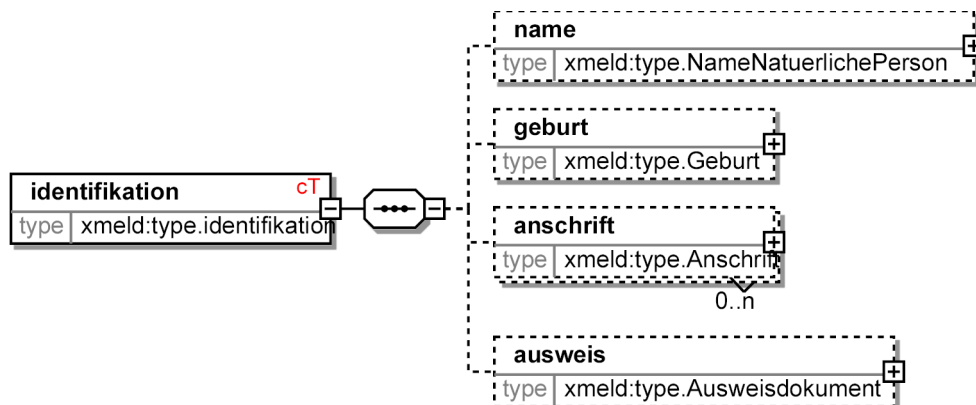 name
type xmeld:type.NameNatuerlichePerson
geburt
type xmeld:type.Geburt
identifikation cT
type xmeld:type.identifikation
anschrift
type xmeld:type.Anschrift
0..n
ausweis
type xmeld:type.Ausweisdokument